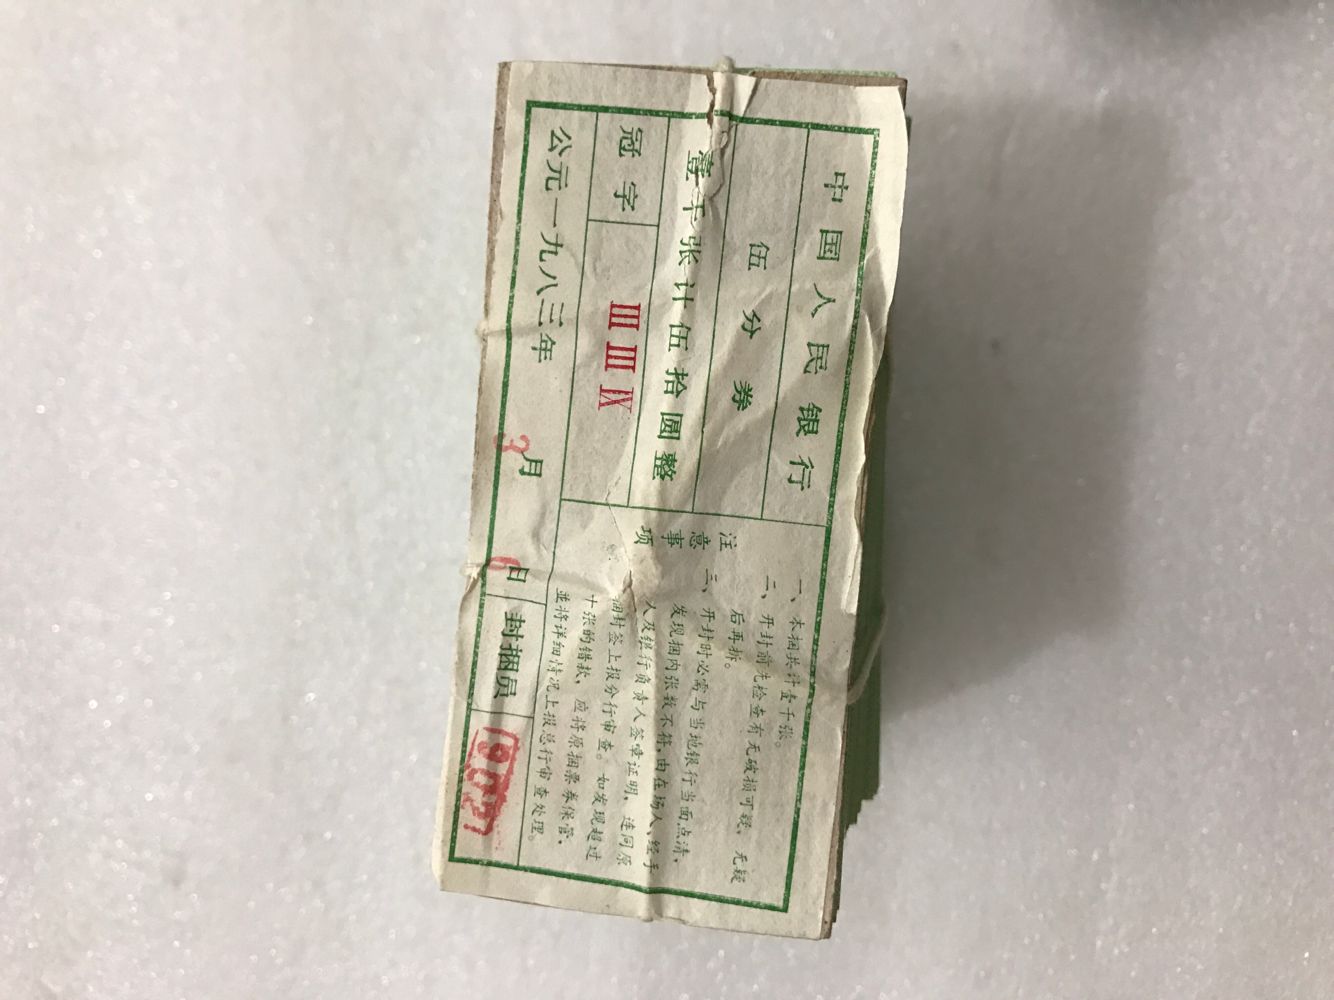 中国人民银行
伍分券
壹千张计伍拾圆整
冠字 III III IX
公元一九八三年 3月 6日
封捆员
注意事项
一、本捆共计壹千张。
二、开封前先检查有无破损可疑，无疑
后再拆。
三、开封时必需与当地银行当面点清，
发现捆内张数不符，由在场人、经手
人及银行负责人签章证明，连同原
捆封签上报分行审查。如发现超过
十张的错款，应将原捆票券保管，
並将详细情况上报总行审查处理。